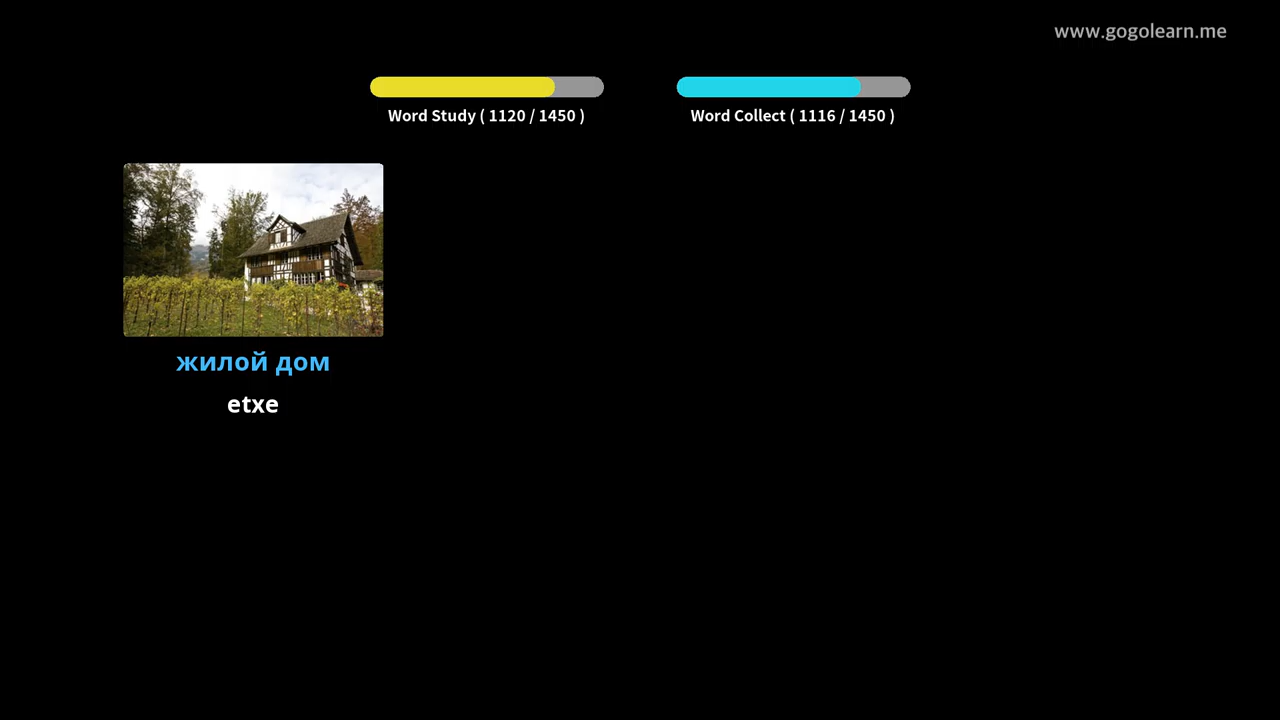 www.gogolearn.me
Word Study ( 1120 / 1450 )
Word Collect ( 1116 / 1450 )
жилой дом
etxe